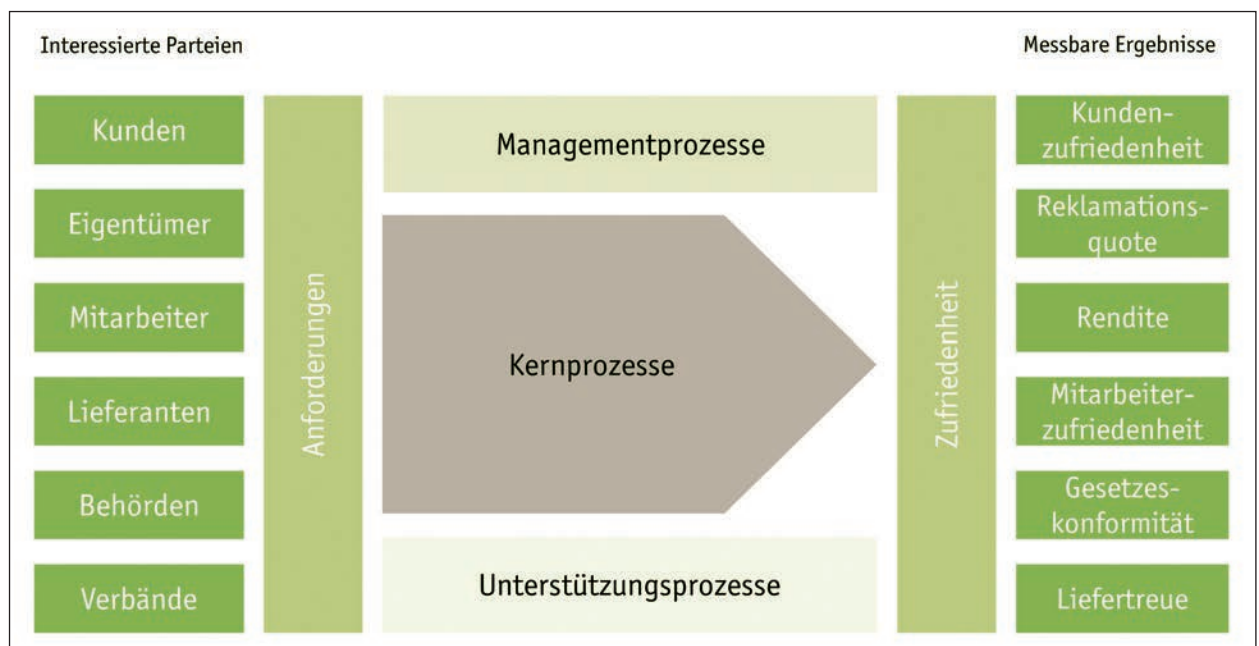 Interessierte Parteien
Messbare Ergebnisse
Kunden
Eigentümer
Mitarbeiter
Lieferanten
Behörden
Verbände
Anforderungen
Managementprozesse
Kernprozesse
Unterstützungsprozesse
Zufriedenheit
Kunden-
zufriedenheit
Reklamations-
quote
Rendite
Mitarbeiter-
zufriedenheit
Gesetzes-
konformität
Liefertreue